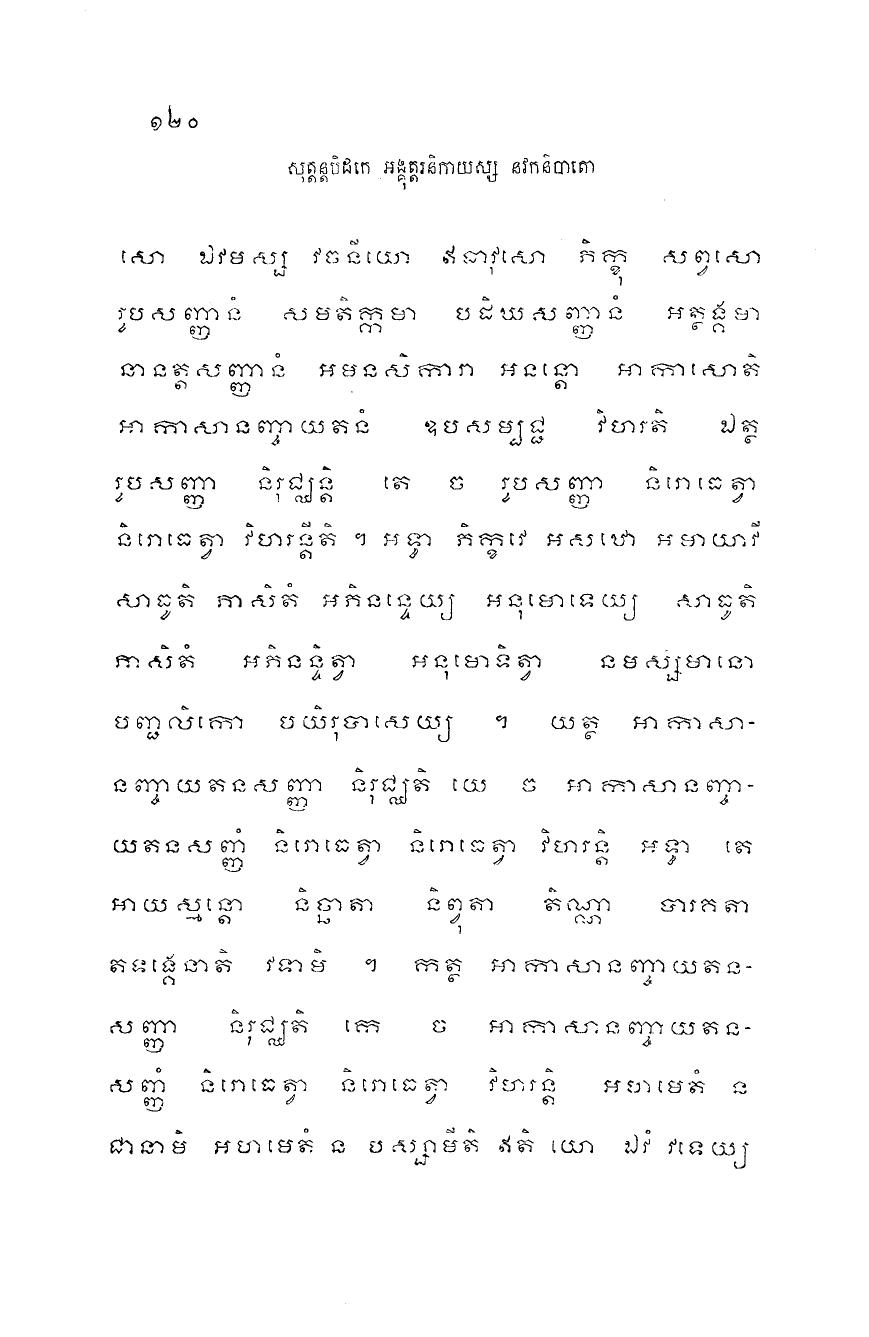 ១២០
សុត្តន្តបិដកេ អង្គុត្តរនិកាយស្ស នវកនិបាតោ
សោ ឯវមស្ស វចនីយោ ឥធាវុសោ ភិក្ខុ សព្វសោ
រូបសញ្ញានំ សមតិក្កមា បដិឃសញ្ញានំ អត្ថង្គមា
នានត្តសញ្ញានំ អមនសិការា អនន្តោ អាកាសោតិ
អាកាសានញ្ចាយតនំ ឧបសម្បជ្ជ វិហរតិ ឯត្ថ
រូបសញ្ញា និរុជ្ឈន្តិ តេ ច រូបសញ្ញា និរោធេត្វា
និរោធេត្វា វិហរន្តីតិ ។ អទ្ធា ភិក្ខវេ អសឋោ អមាយាវី
សាធូតិ ភាសិតំ អភិនន្ទេយ្យ អនុមោទេយ្យ សាធូតិ
ភាសិតំ អភិនន្ទិត្វា អនុមោទិត្វា នមស្សមានោ
បញ្ជលិកោ បយិរុបាសេយ្យ ។ យត្ថ អាកាសា-
នញ្ចាយតនសញ្ញា និរុជ្ឈតិ យេ ច អាកាសានញ្ចា-
យតនសញ្ញំ និរោធេត្វា និរោធេត្វា វិហរន្តិ អទ្ធា តេ
អាយស្មន្តោ និច្ឆាតា និព្វុតា តិណ្ណា បារគតា
តទង្គេនាតិ វទាមិ ។ កត្ថ អាកាសានញ្ចាយតន-
សញ្ញា និរុជ្ឈតិ កេ ច អាកាសានញ្ចាយតន-
សញ្ញំ និរោធេត្វា និរោធេត្វា វិហរន្តិ អហមេតំ ន
ជានាមិ អហមេតំ ន បស្សាមីតិ ឥតិ យោ ឯវំ វទេយ្យ